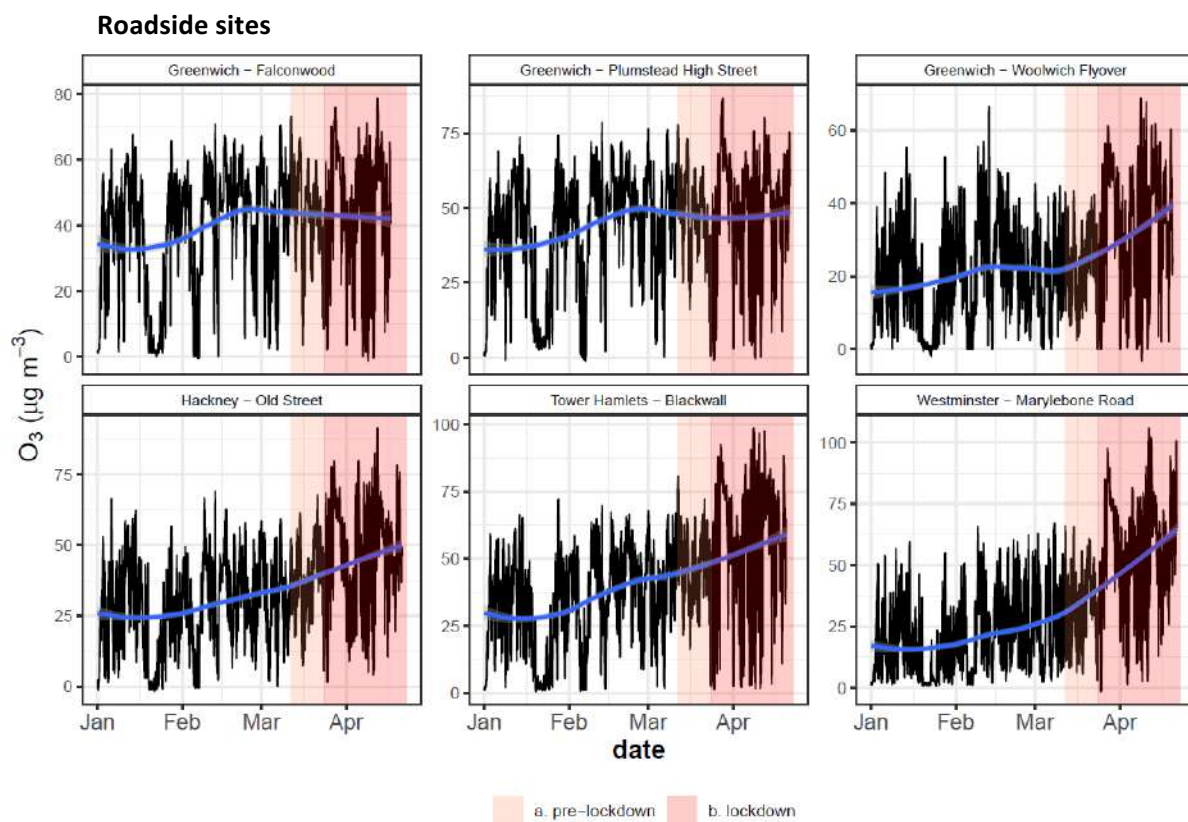 Roadside sites
Greenwich – Falconwood
Greenwich – Plumstead High Street
Greenwich – Woolwich Flyover
80
60
40
20
0
75
50
25
0
60
40
20
0
O₃ (μg m⁻³)
Hackney – Old Street
Tower Hamlets – Blackwall
Westminster – Marylebone Road
75
50
25
0
100
75
50
25
0
100
75
50
25
0
Jan Feb Mar Apr
Jan Feb Mar Apr
Jan Feb Mar Apr
date
a. pre–lockdown b. lockdown